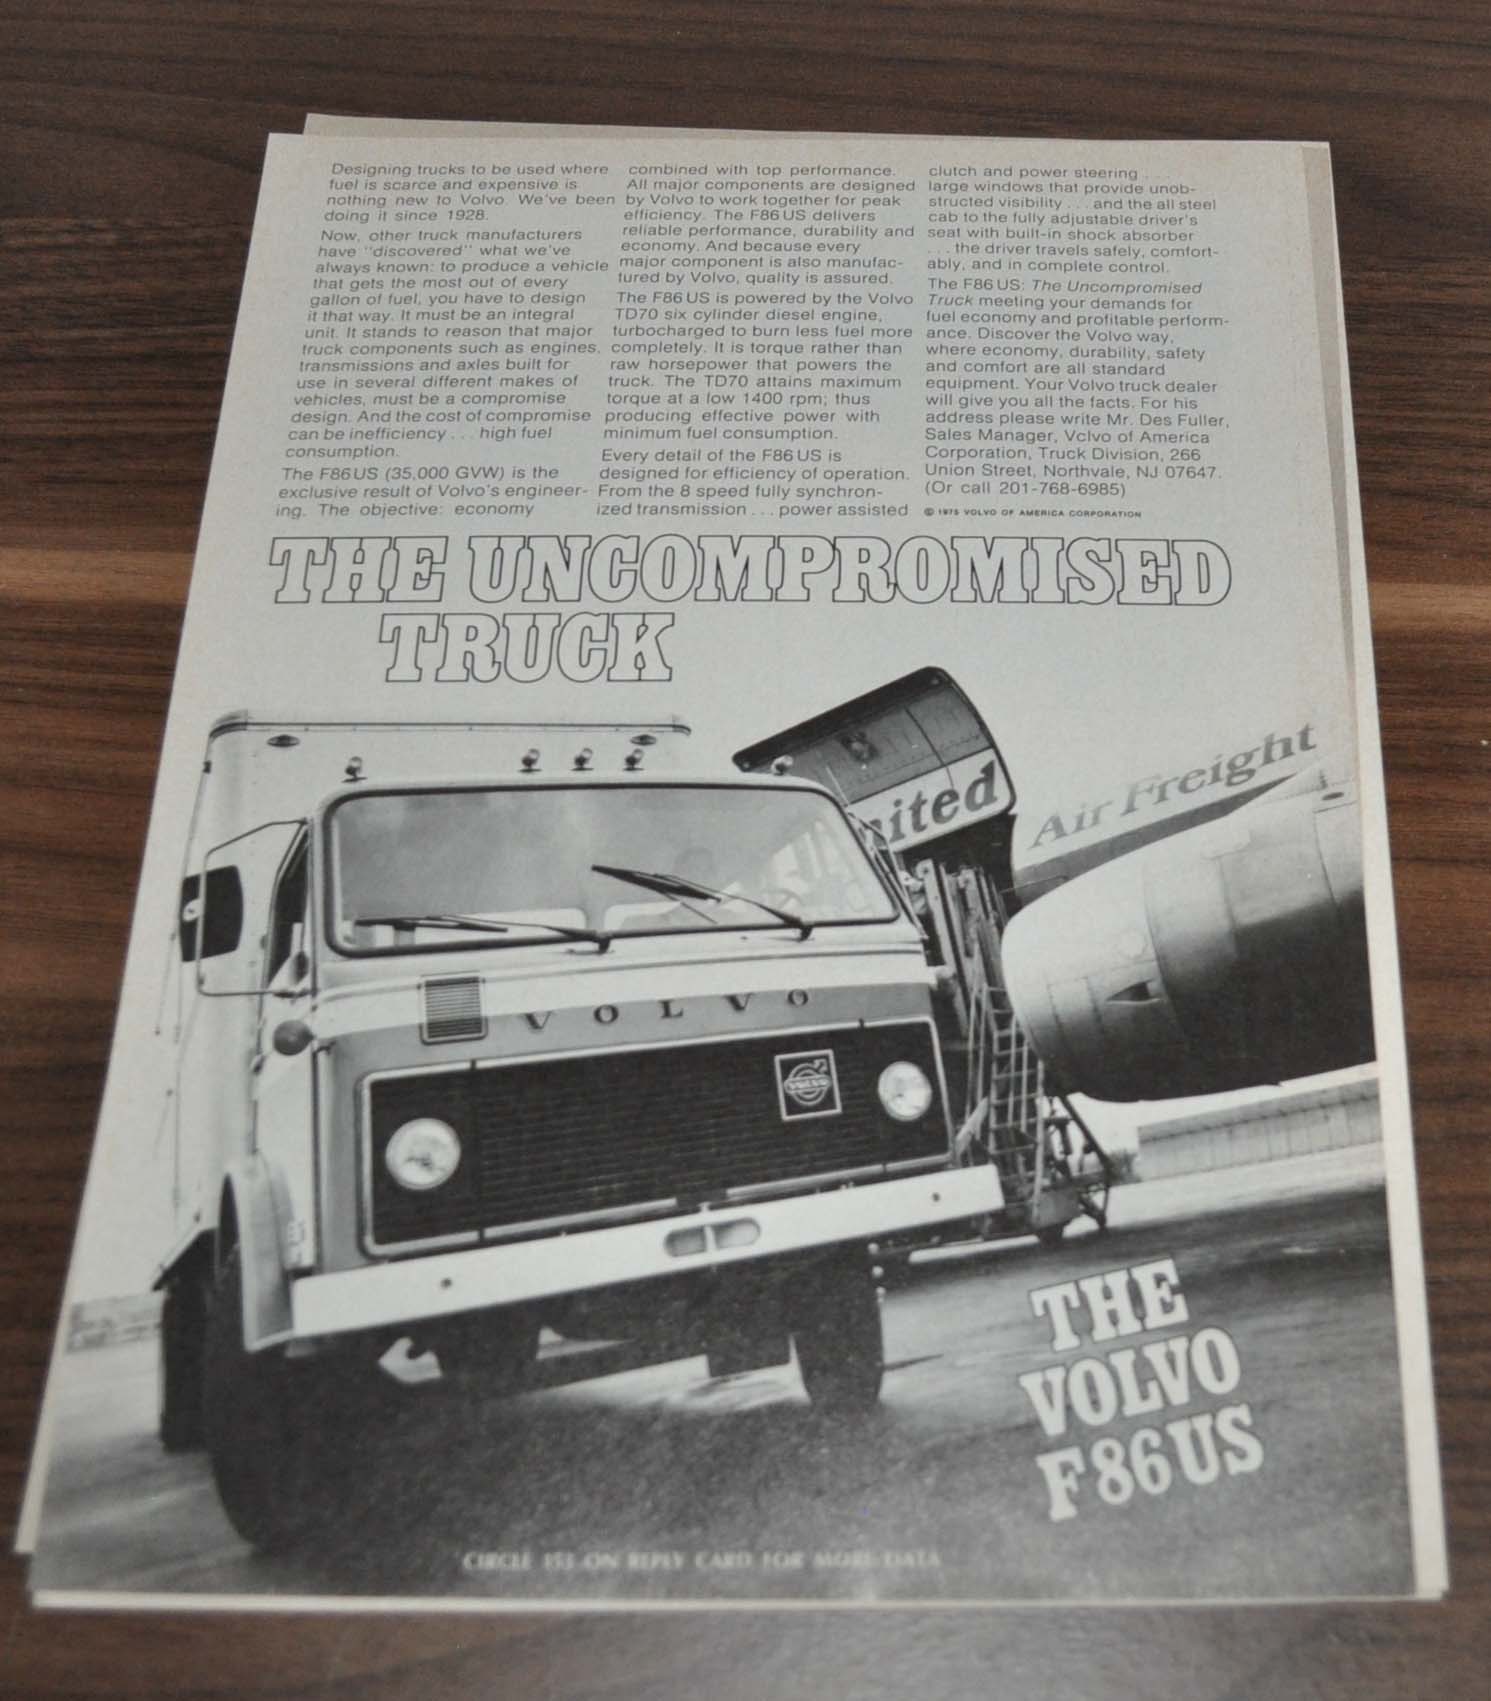 Designing trucks to be used where
fuel is scarce and expensive is
nothing new to Volvo. We've been
doing it since 1928.
Now, other truck manufacturers
have "discovered" what we've
always known: to produce a vehicle
that gets the most out of every
gallon of fuel, you have to design
it that way. It must be an integral
unit. It stands to reason that major
truck components such as engines,
transmissions and axles built for
use in several different makes of
vehicles, must be a compromise
design. And the cost of compromise
can be inefficiency . . . high fuel
consumption.
The F86US (35,000 GVW) is the
exclusive result of Volvo's engineer-
ing. The objective: economy
combined with top performance.
All major components are designed
by Volvo to work together for peak
efficiency. The F86US delivers
reliable performance, durability and
economy. And because every
major component is also manufac-
tured by Volvo, quality is assured.
The F86US is powered by the Volvo
TD70 six cylinder diesel engine,
turbocharged to burn less fuel more
completely. It is torque rather than
raw horsepower that powers the
truck. The TD70 attains maximum
torque at a low 1400 rpm; thus
producing effective power with
minimum fuel consumption.
Every detail of the F86US is
designed for efficiency of operation.
From the 8 speed fully synchron-
ized transmission . . . power assisted
clutch and power steering . . .
large windows that provide unob-
structed visibility . . . and the all steel
cab to the fully adjustable driver's
seat with built-in shock absorber
. . . the driver travels safely, comfort-
ably, and in complete control.
The F86US: The Uncompromised
Truck meeting your demands for
fuel economy and profitable perform-
ance. Discover the Volvo way,
where economy, durability, safety
and comfort are all standard
equipment. Your Volvo truck dealer
will give you all the facts. For his
address please write Mr. Des Fuller,
Sales Manager, Volvo of America
Corporation, Truck Division, 266
Union Street, Northvale, NJ 07647.
(Or call 201-768-6985)
© 1975 VOLVO OF AMERICA CORPORATION
THE UNCOMPROMISED
TRUCK
nited
Air Freight
VOLVO
VOLVO
THE
VOLVO
F86US
CIRCLE 153 ON REPLY CARD FOR MORE DATA